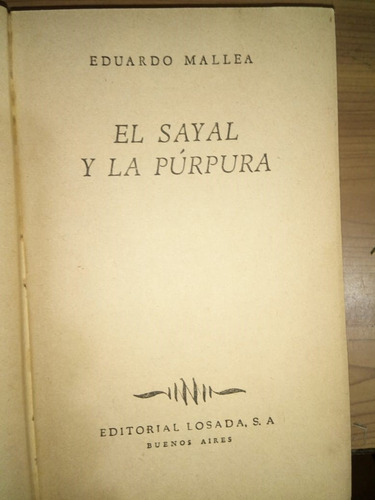 EDUARDO MALLEA
EL SAYAL
Y LA PÚRPURA
EDITORIAL LOSADA, S. A
BUENOS AIRES